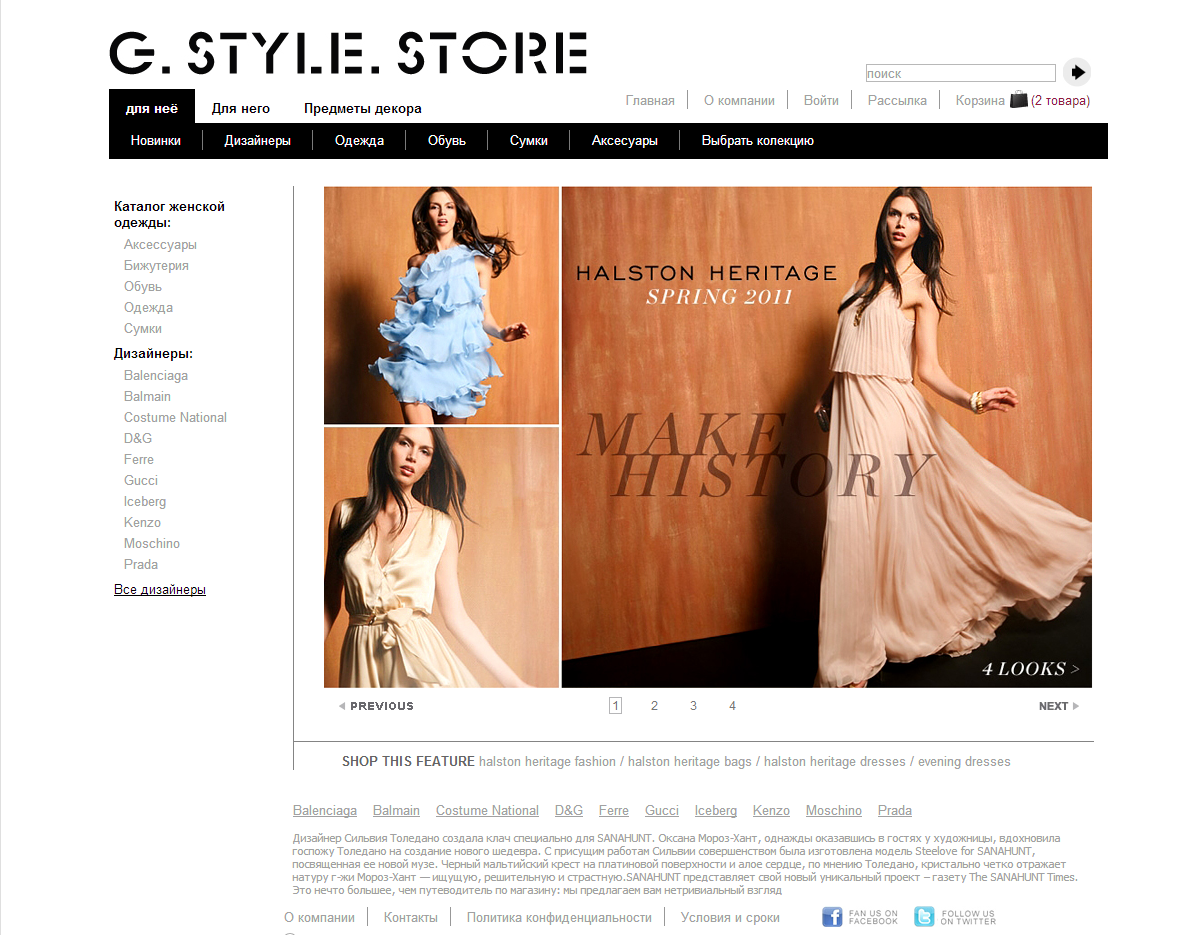 G. STYLE. STORE
поиск
Главная О компании Войти Рассылка Корзина (2 товара)
для неё Для него Предметы декора
Новинки Дизайнеры Одежда Обувь Сумки Аксесуары Выбрать колекцию
Каталог женской
одежды:
Аксессуары
Бижутерия
Обувь
Одежда
Сумки
Дизайнеры:
Balenciaga
Balmain
Costume National
D&G
Ferre
Gucci
Iceberg
Kenzo
Moschino
Prada
Все дизайнеры
HALSTON HERITAGE
SPRING 2011
MAKE
HISTORY
4 LOOKS >
PREVIOUS 1 2 3 4 NEXT
SHOP THIS FEATURE halston heritage fashion / halston heritage bags / halston heritage dresses / evening dresses
Balenciaga Balmain Costume National D&G Ferre Gucci Iceberg Kenzo Moschino Prada
Дизайнер Сильвия Толедано создала клач специально для SANAHUNT. Оксана Мороз-Хант, однажды оказавшись в гостях у художницы, вдохновила
госпожу Толедано на создание нового шедевра. С присущим работам Сильвии совершенством была изготовлена модель Steelove for SANAHUNT,
посвященная ее новой музе. Черный мальтийский крест на платиновой поверхности и алое сердце, по мнению Толедано, кристально четко отражает
натуру г-жи Мороз-Хант — ищущую, решительную и страстную.SANAHUNT представляет свой новый уникальный проект – газету The SANAHUNT Times.
Это нечто большее, чем путеводитель по магазину: мы предлагаем вам нетривиальный взгляд
О компании Контакты Политика конфиденциальности Условия и сроки
FAN US ON
FACEBOOK
FOLLOW US
ON TWITTER